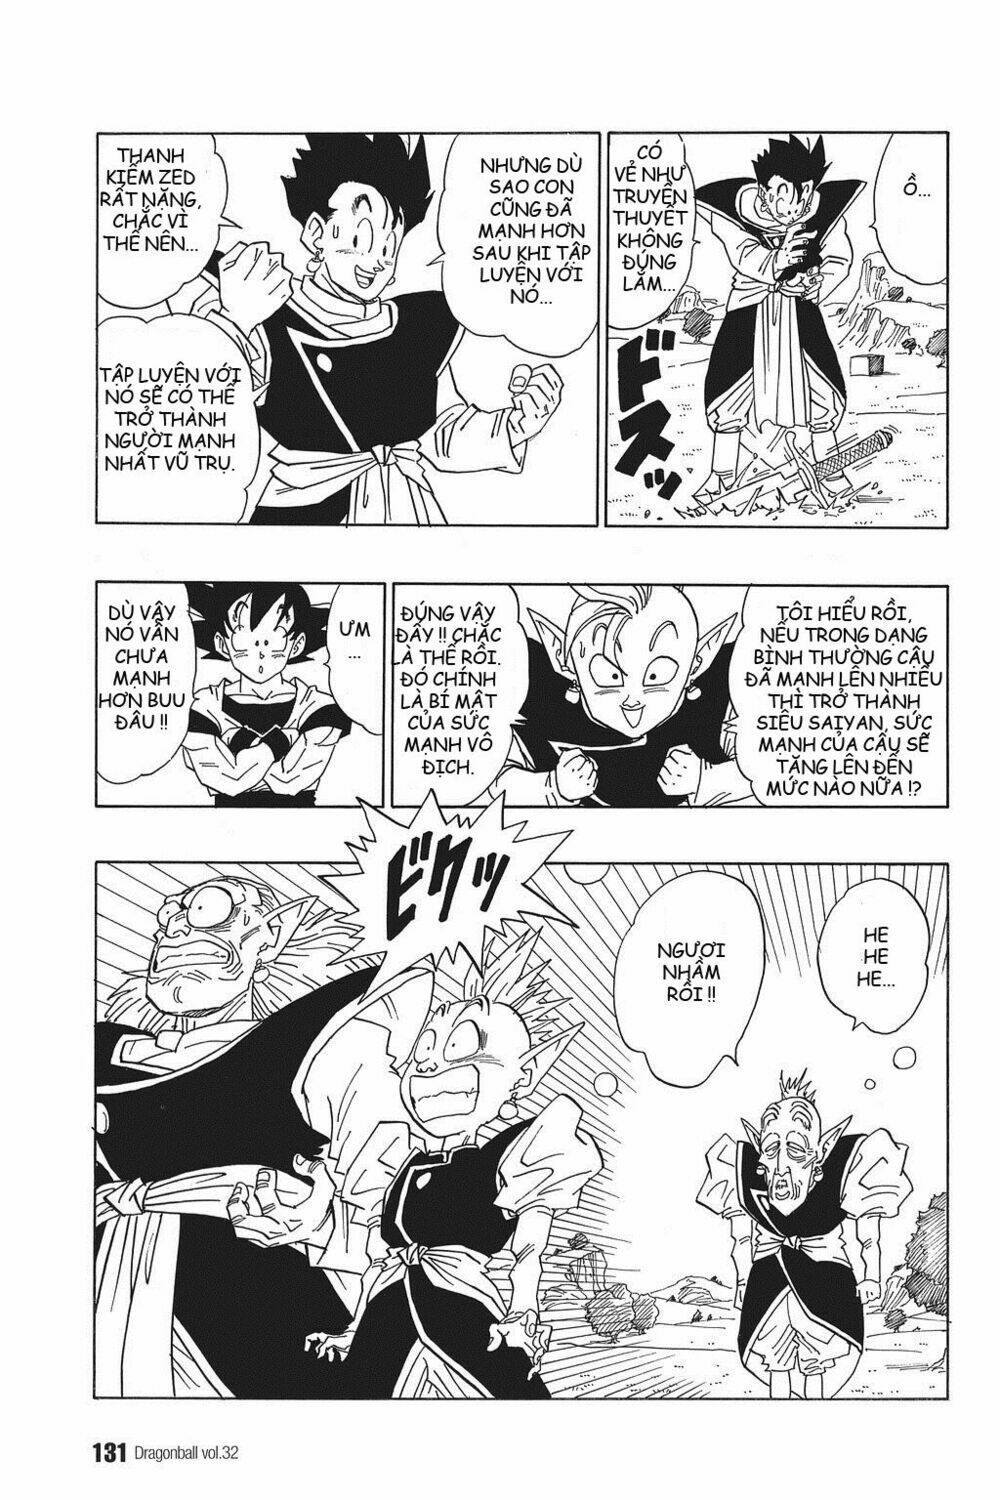 Ồ...
CÓ
VẺ NHƯ
TRUYỀN
THUYẾT
KHÔNG
ĐÚNG
LẮM...
ドスッ
NHƯNG DÙ
SAO CON
CŨNG ĐÃ
MẠNH HƠN
SAU KHI TẬP
LUYỆN VỚI
NÓ...
THANH
KIẾM ZED
RẤT NẶNG,
CHẮC VÌ
THẾ NÊN...
TẬP LUYỆN VỚI
NÓ SẼ CÓ THỂ
TRỞ THÀNH
NGƯỜI MẠNH
NHẤT VŨ TRỤ.
TÔI HIỂU RỒI,
NẾU TRONG DẠNG
BÌNH THƯỜNG CẬU
ĐÃ MẠNH LÊN NHIỀU
THÌ TRỞ THÀNH
SIÊU SAIYAN, SỨC
MẠNH CỦA CẬU SẼ
TĂNG LÊN ĐẾN
MỨC NÀO NỮA !?
ĐÚNG VẬY
ĐẤY !! CHẮC
LÀ THẾ RỒI.
ĐÓ CHÍNH
LÀ BÍ MẬT
CỦA SỨC
MẠNH VÔ
ĐỊCH.
ƯM
...
DÙ VẬY
NÓ VẪN
CHƯA
MẠNH
HƠN BUU
ĐÂU !!
HE
HE
HE...
NGƯƠI
NHẦM
RỒI !!
ビクッ
131 Dragonball vol.32